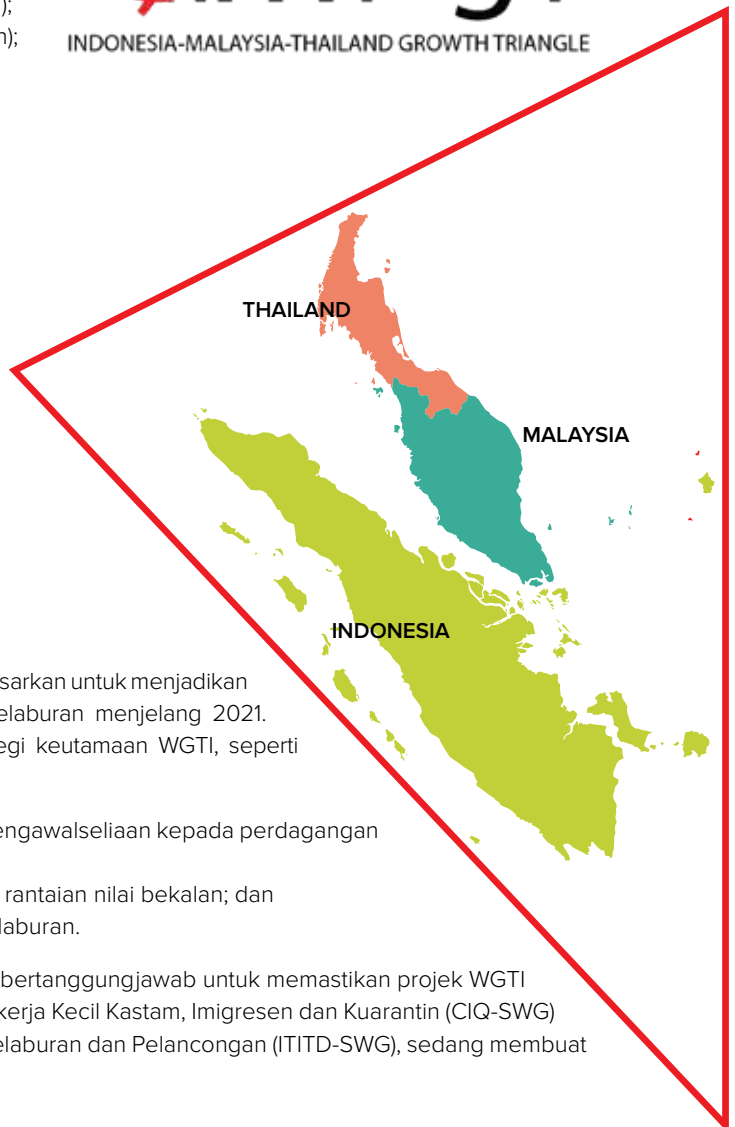 );
n);
INDONESIA-MALAYSIA-THAILAND GROWTH TRIANGLE
THAILAND
MALAYSIA
INDONESIA
sarkan untuk menjadikan
elaburan menjelang 2021.
egi keutamaan WGTI, seperti
engawalseliaan kepada perdagangan
rantaian nilai bekalan; dan
laburan.
bertanggungjawab untuk memastikan projek WGTI
kerja Kecil Kastam, Imigresen dan Kuarantin (CIQ-SWG)
elaburan dan Pelancongan (ITITD-SWG), sedang membuat